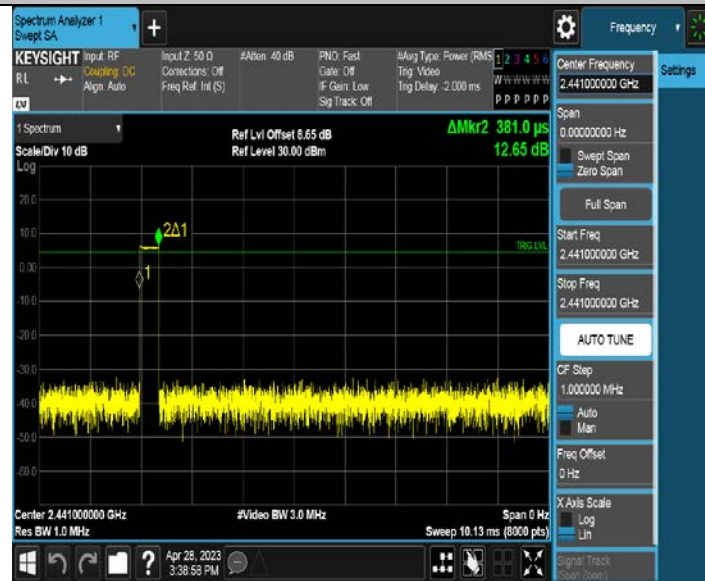 Spectrum Analyzer 1
Swept SA
+
Frequency
KEYSIGHT
RL
Input: RF
Coupling: DC
Align: Auto
Input Z: 50 Ω
Corrections: Off
Freq Ref: Int (S)
#Atten: 40 dB
PNO: Fast
Gate: Off
IF Gain: Low
Sig Track: Off
#Avg Type: Power (RMS
Trig: Video
Trig Delay: -2.000 ms
1 2 3 4 5 6
W W W W W W
P P P P P P
Settings
Center Frequency
2.441000000 GHz
Span
0.00000000 Hz
Swept Span
Zero Span
Full Span
Start Freq
2.441000000 GHz
Stop Freq
2.441000000 GHz
AUTO TUNE
CF Step
1.000000 MHz
Auto
Man
Freq Offset
0 Hz
X Axis Scale
Log
Lin
Signal Track
(Span Zoom)
1 Spectrum
Scale/Div 10 dB
Ref Lvl Offset 8.65 dB
Ref Level 30.00 dBm
ΔMkr2 381.0 µs
12.65 dB
Log
20.0
10.0
0.00
-10.0
-20.0
-30.0
-40.0
-50.0
-60.0
2Δ1
1
TRIG LVL
Center 2.441000000 GHz
Res BW 1.0 MHz
#Video BW 3.0 MHz
Span 0 Hz
Sweep 10.13 ms (8000 pts)
?
Apr 28, 2023
3:38:58 PM